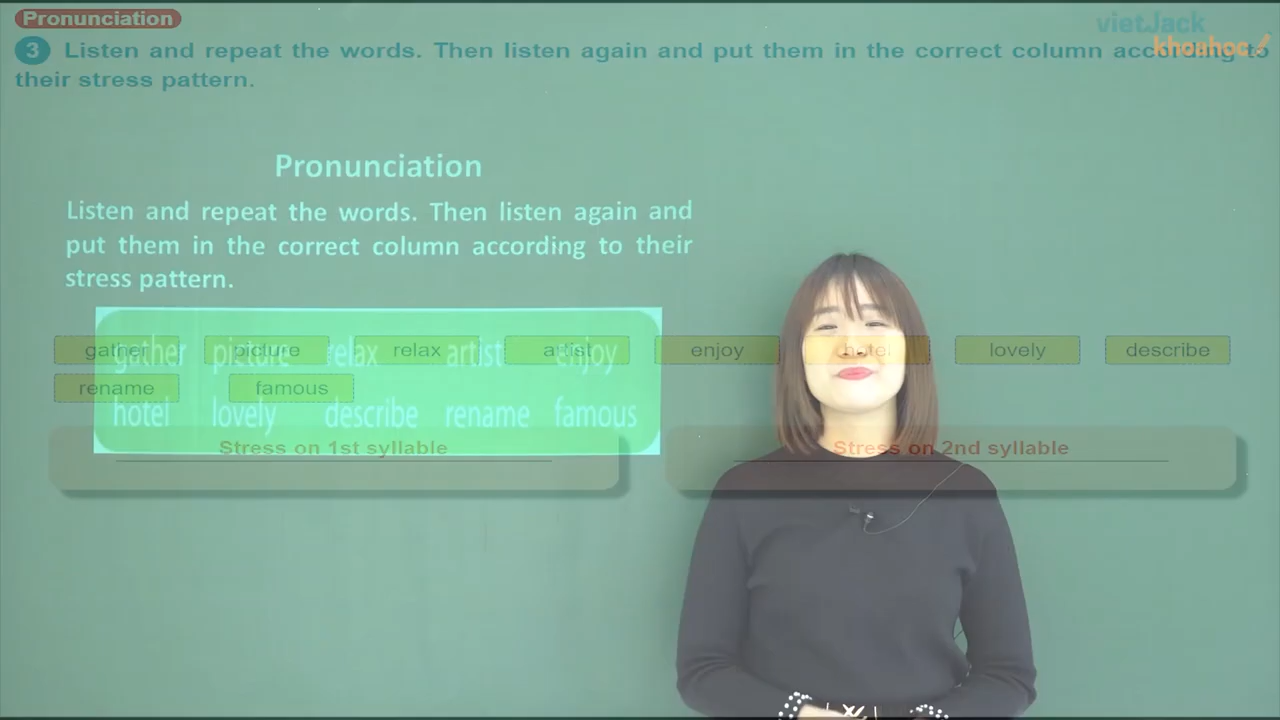 Pronunciation
vietJack
khoahoc
3 Listen and repeat the words. Then listen again and put them in the correct column according to
their stress pattern.
Pronunciation
Listen and repeat the words. Then listen again and
put them in the correct column according to their
stress pattern.
gather picture relax artist enjoy hotel lovely describe
rename famous
gather picture relax artist enjoy
hotel lovely describe rename famous
Stress on 1st syllable
Stress on 2nd syllable